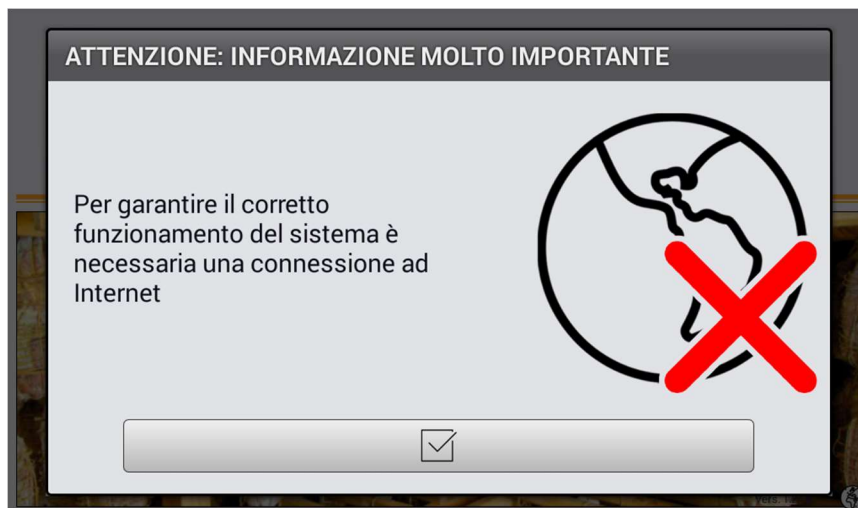 ATTENZIONE: INFORMAZIONE MOLTO IMPORTANTE
Per garantire il corretto
funzionamento del sistema è
necessaria una connessione ad
Internet